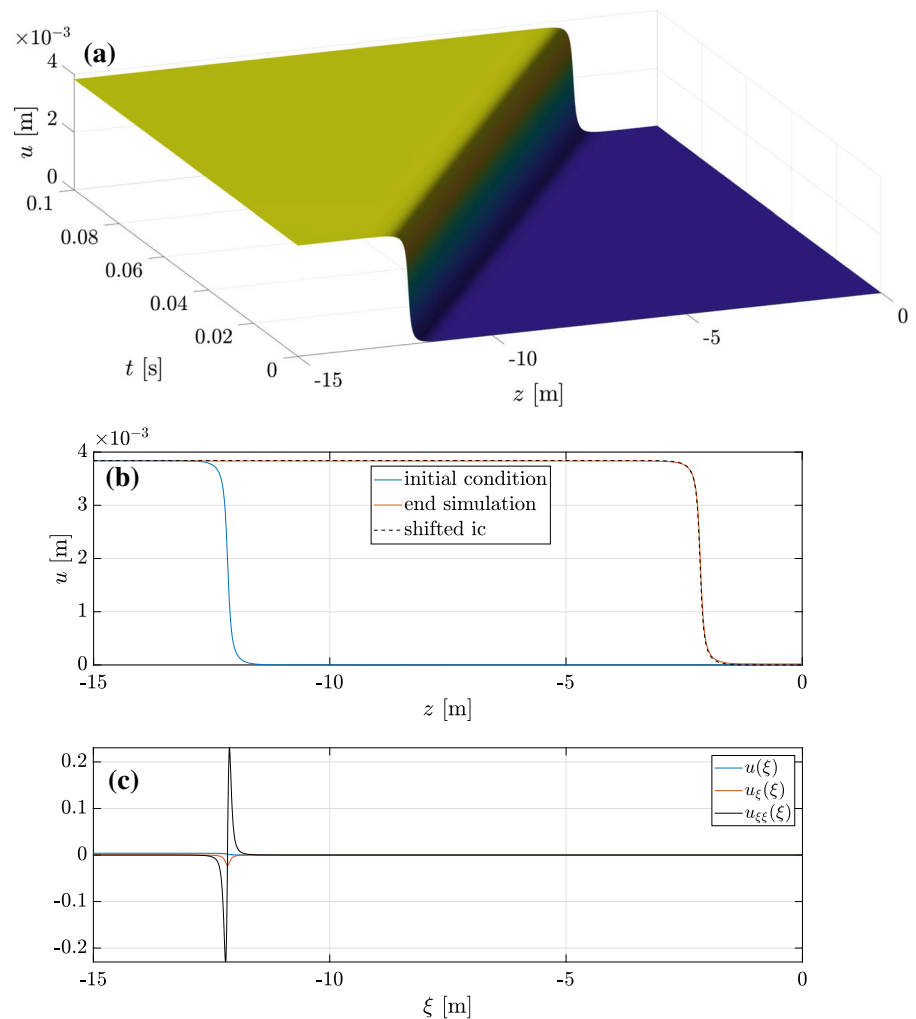 ×10⁻³
(a)
4
2
0
u [m]
0.1
0.08
0.06
0.04
0.02
0
t [s]
-15
-10
-5
0
z [m]
×10⁻³
(b)
4
3
2
1
0
u [m]
initial condition
end simulation
shifted ic
-15 -10 -5 0
z [m]
(c)
0.2
0.1
0
-0.1
-0.2
u(ξ)
u_ξ(ξ)
u_ξξ(ξ)
-15 -10 -5 0
ξ [m]